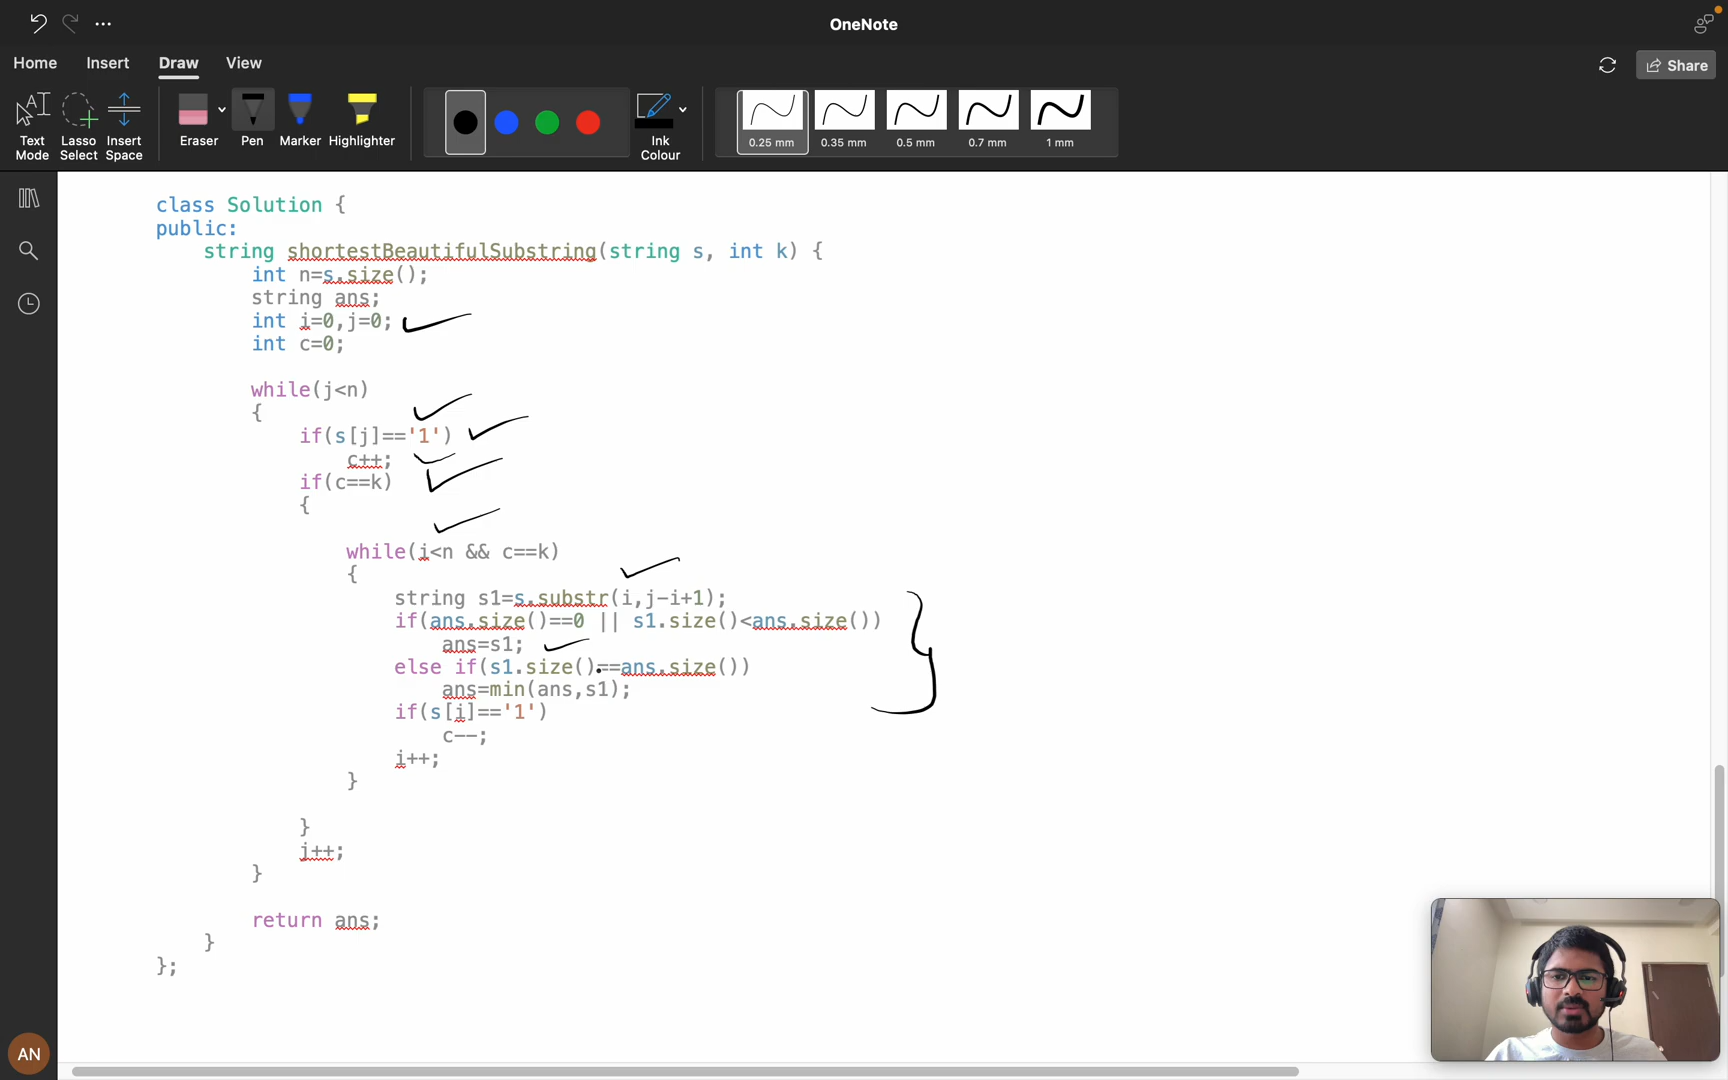 OneNote
Home Insert Draw View
Share
Text Mode
Lasso Select
Insert Space
Eraser
Pen
Marker
Highlighter
Ink Colour
0.25 mm
0.35 mm
0.5 mm
0.7 mm
1 mm
class Solution {
public:
    string shortestBeautifulSubstring(string s, int k) {
        int n=s.size();
        string ans;
        int i=0,j=0;
        int c=0;
        while(j<n)
        {
            if(s[j]=='1')
                c++;
            if(c==k)
            {
                while(i<n && c==k)
                {
                    string s1=s.substr(i,j-i+1);
                    if(ans.size()==0 || s1.size()<ans.size())
                        ans=s1;
                    else if(s1.size()==ans.size())
                        ans=min(ans,s1);
                    if(s[i]=='1')
                        c--;
                    i++;
                }
            }
            j++;
        }
        return ans;
    }
};
AN